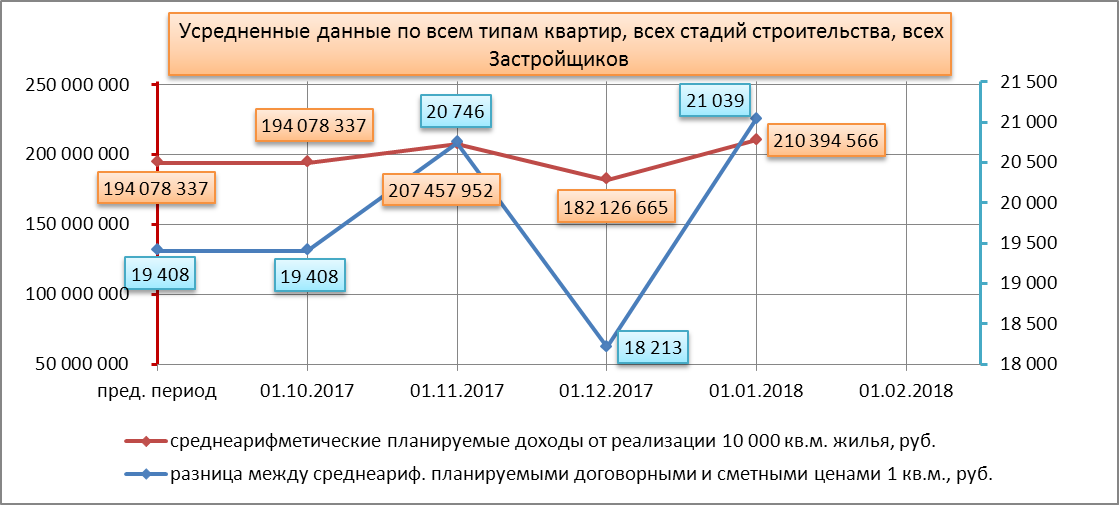 Усредненные данные по всем типам квартир, всех стадий строительства, всех
Застройщиков
250 000 000
200 000 000
150 000 000
100 000 000
50 000 000
21 500
21 000
20 500
20 000
19 500
19 000
18 500
18 000
194 078 337
194 078 337
207 457 952
182 126 665
210 394 566
19 408
19 408
20 746
18 213
21 039
пред. период
01.10.2017
01.11.2017
01.12.2017
01.01.2018
01.02.2018
среднеарифметические планируемые доходы от реализации 10 000 кв.м. жилья, руб.
разница между среднеариф. планируемыми договорными и сметными ценами 1 кв.м., руб.